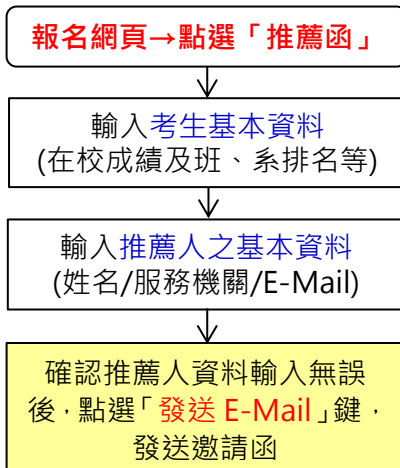 報名網頁→點選「推薦函」
輸入考生基本資料
(在校成績及班、系排名等)
輸入推薦人之基本資料
(姓名/服務機關/E-Mail)
確認推薦人資料輸入無誤
後，點選「發送 E-Mail」鍵，
發送邀請函